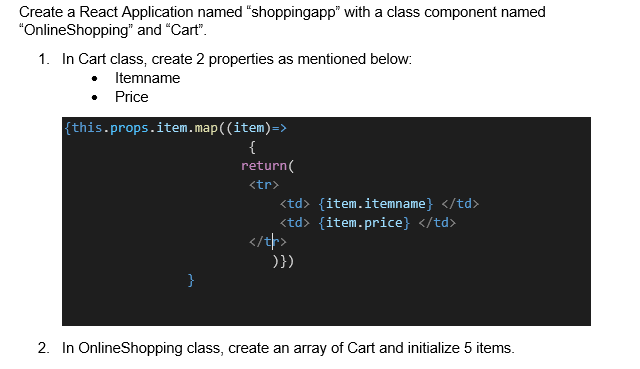 Create a React Application named “shoppingapp” with a class component named
“OnlineShopping” and “Cart”.
1. In Cart class, create 2 properties as mentioned below:
• Itemname
• Price
{this.props.item.map((item)=>
{
return(
<tr>
<td> {item.itemname} </td>
<td> {item.price} </td>
</tr>
)})
}
2. In OnlineShopping class, create an array of Cart and initialize 5 items.